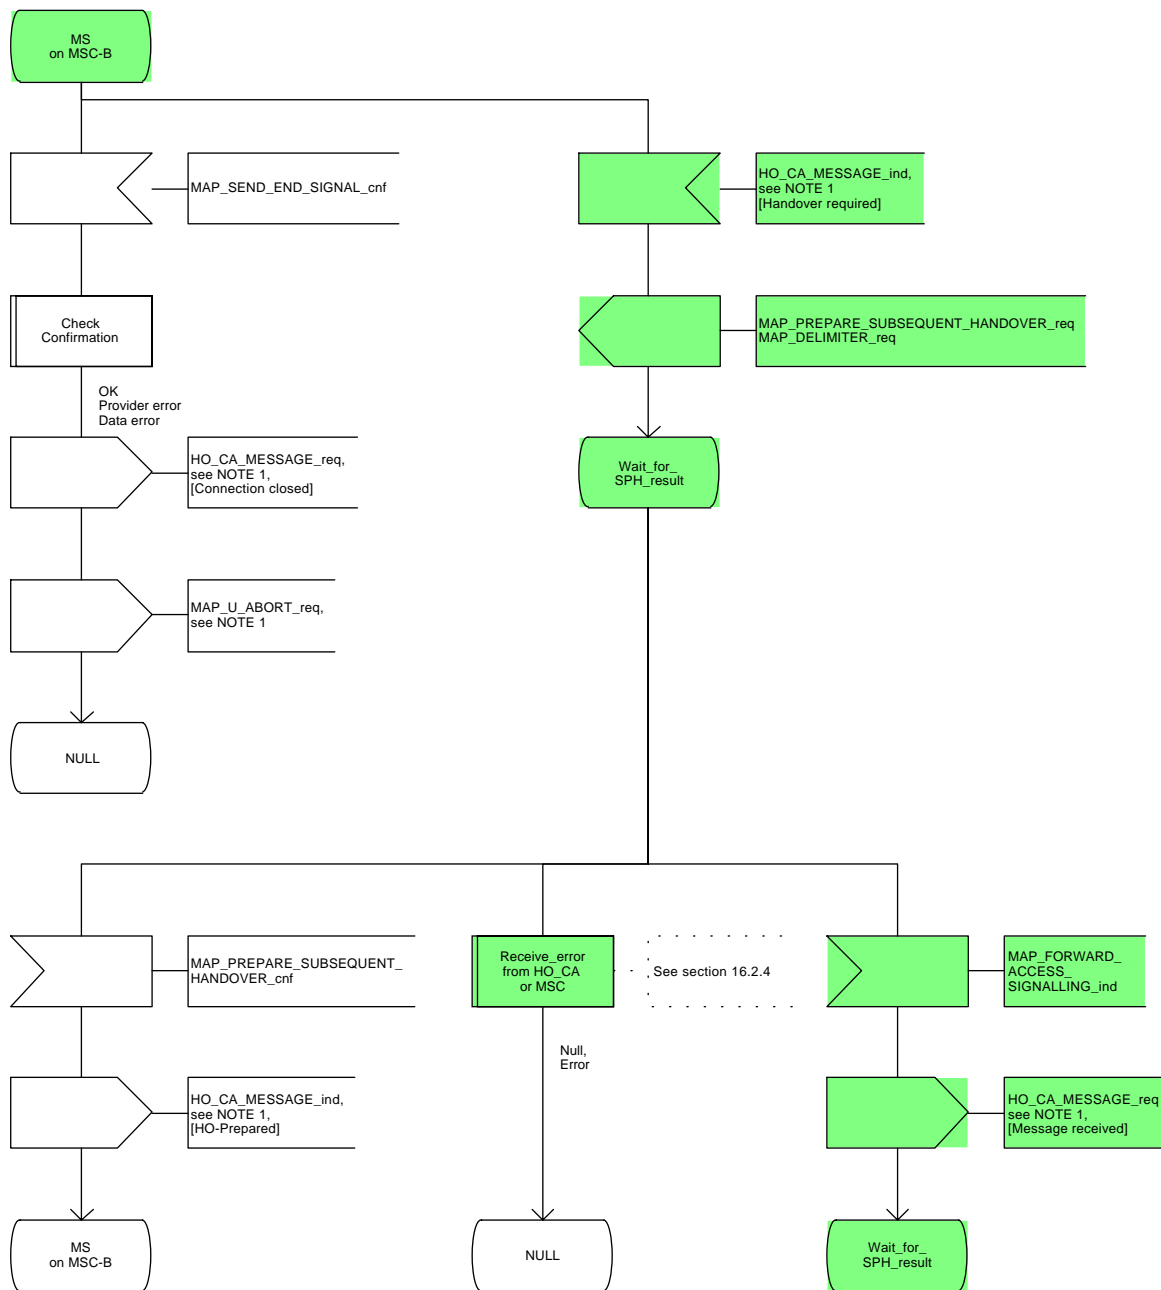 MS
on MSC-B
MAP_SEND_END_SIGNAL_cnf
HO_CA_MESSAGE_ind,
see NOTE 1
[Handover required]
Check
Confirmation
MAP_PREPARE_SUBSEQUENT_HANDOVER_req
MAP_DELIMITER_req
OK
Provider error
Data error
HO_CA_MESSAGE_req,
see NOTE 1,
[Connection closed]
Wait_for_
SPH_result
MAP_U_ABORT_req,
see NOTE 1
NULL
MAP_PREPARE_SUBSEQUENT_
HANDOVER_cnf
Receive_error
from HO_CA
or MSC
See section 16.2.4
MAP_FORWARD_
ACCESS_
SIGNALLING_ind
Null,
Error
HO_CA_MESSAGE_ind,
see NOTE 1,
[HO-Prepared]
HO_CA_MESSAGE_req
see NOTE 1,
[Message received]
MS
on MSC-B
NULL
Wait_for_
SPH_result